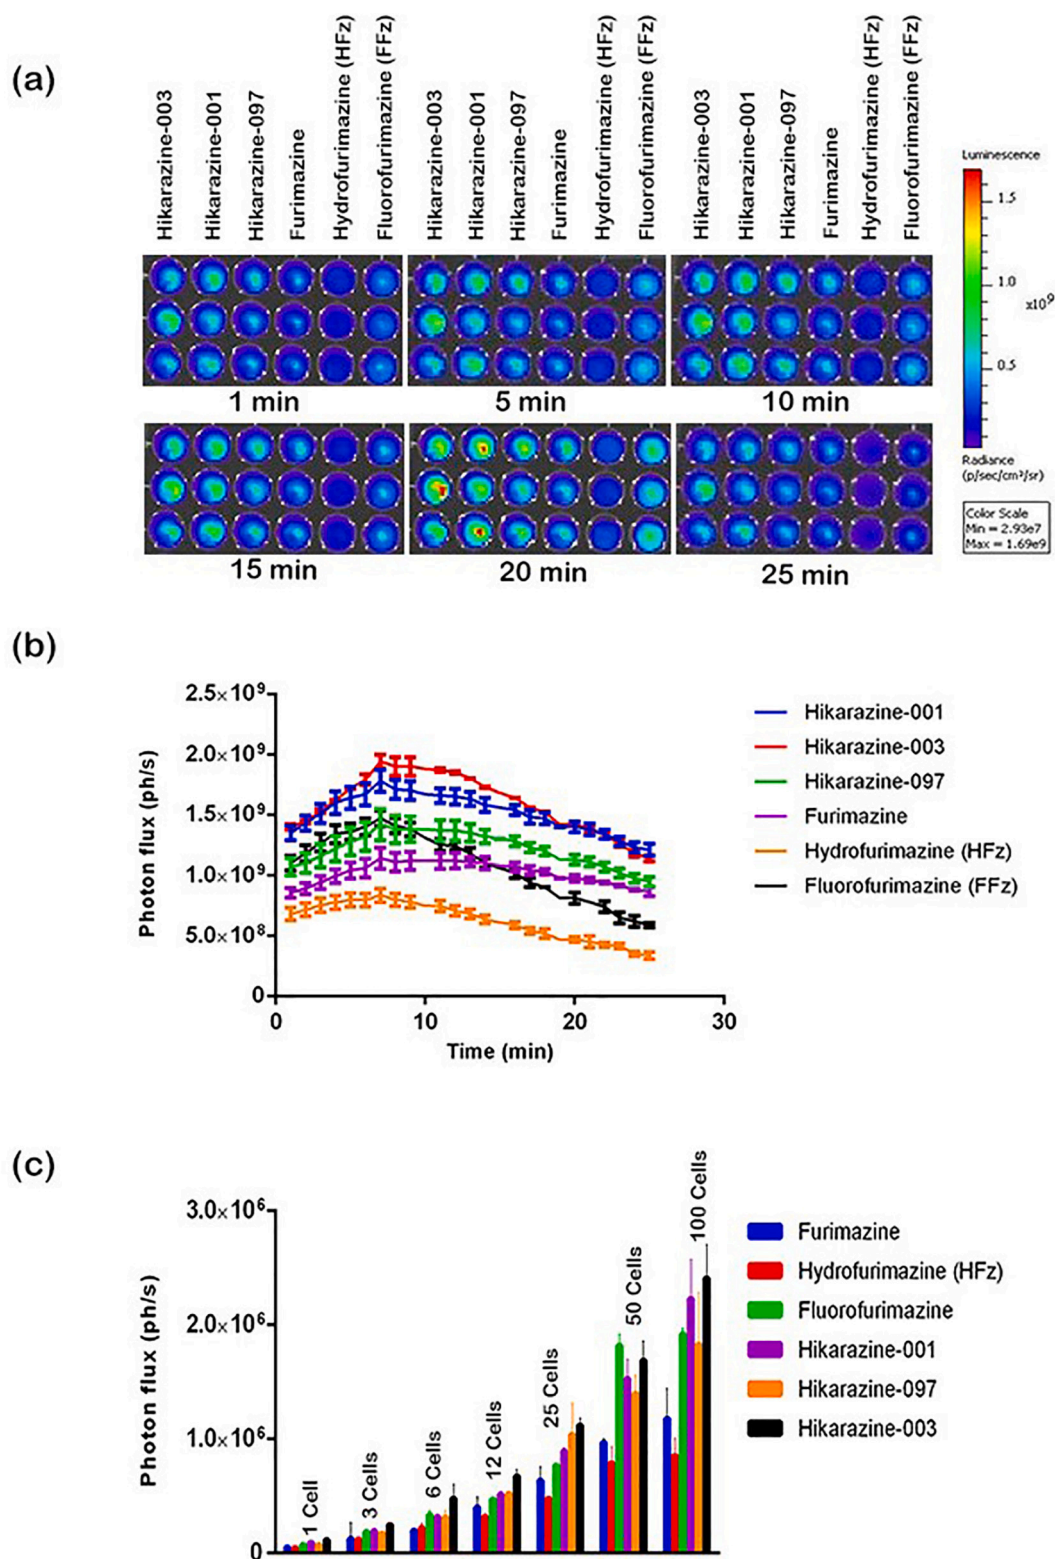 (a)
Hikarazine-003
Hikarazine-001
Hikarazine-097
Furimazine
Hydrofurimazine (HFz)
Fluorofurimazine (FFz)
Hikarazine-003
Hikarazine-001
Hikarazine-097
Furimazine
Hydrofurimazine (HFz)
Fluorofurimazine (FFz)
Hikarazine-003
Hikarazine-001
Hikarazine-097
Furimazine
Hydrofurimazine (HFz)
Fluorofurimazine (FFz)
Luminescence
1.5
1.0
x10⁹
0.5
Radiance
(p/sec/cm²/sr)
Color Scale
Min = 2.93e7
Max = 1.69e9
1 min
5 min
10 min
15 min
20 min
25 min
(b)
Photon flux (ph/s)
2.5×10⁹
2.0×10⁹
1.5×10⁹
1.0×10⁹
5.0×10⁸
0
0
10
20
30
Time (min)
Hikarazine-001
Hikarazine-003
Hikarazine-097
Furimazine
Hydrofurimazine (HFz)
Fluorofurimazine (FFz)
(c)
Photon flux (ph/s)
3.0×10⁶
2.0×10⁶
1.0×10⁶
0
1 Cell
3 Cells
6 Cells
12 Cells
25 Cells
50 Cells
100 Cells
Furimazine
Hydrofurimazine (HFz)
Fluorofurimazine
Hikarazine-001
Hikarazine-097
Hikarazine-003